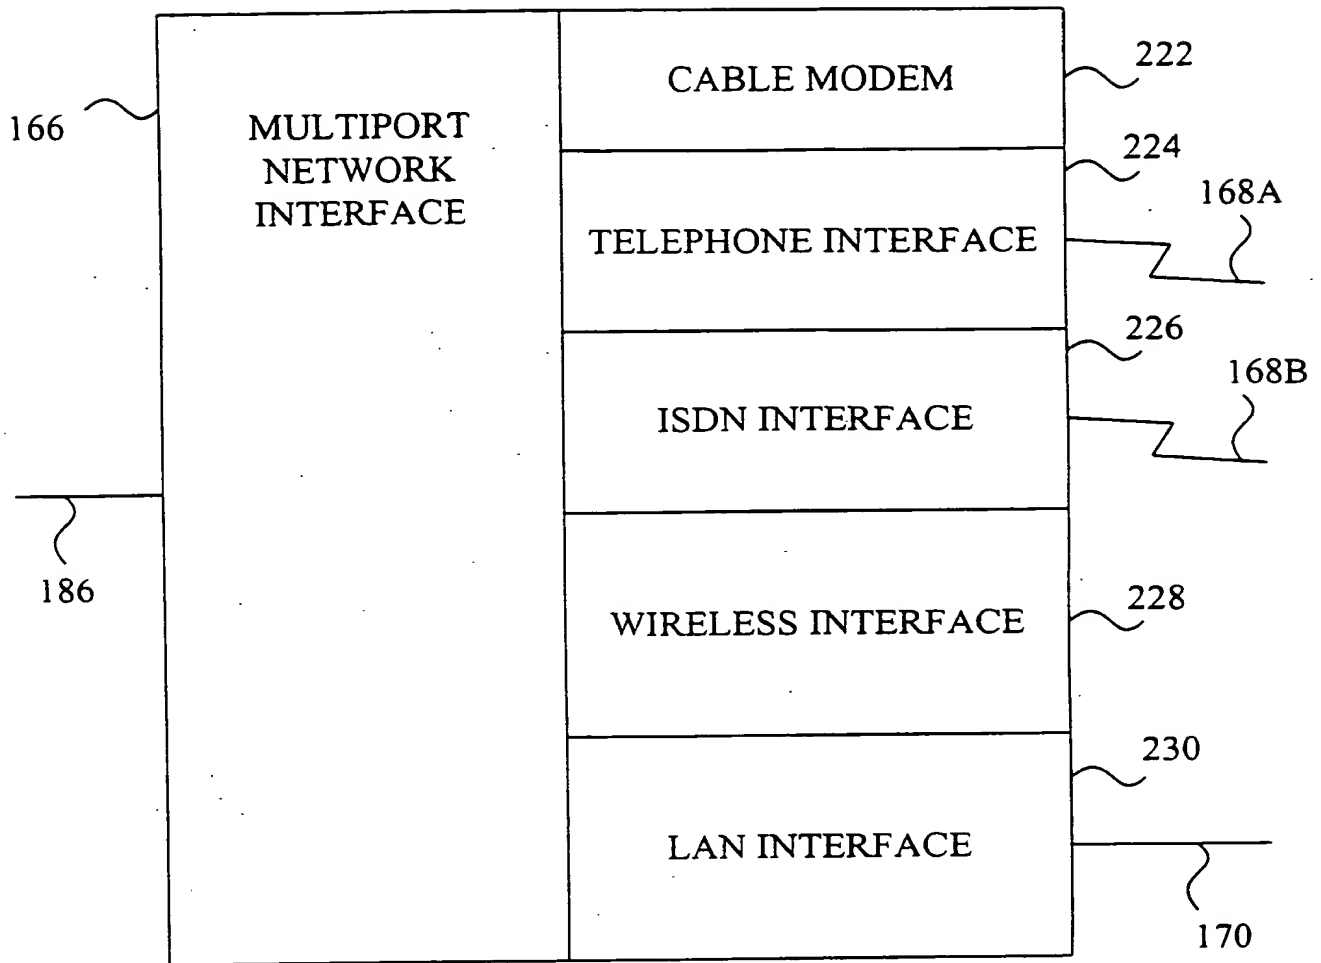 166
MULTIPORT
NETWORK
INTERFACE
186
CABLE MODEM
222
224
TELEPHONE INTERFACE
168A
226
ISDN INTERFACE
168B
WIRELESS INTERFACE
228
230
LAN INTERFACE
170